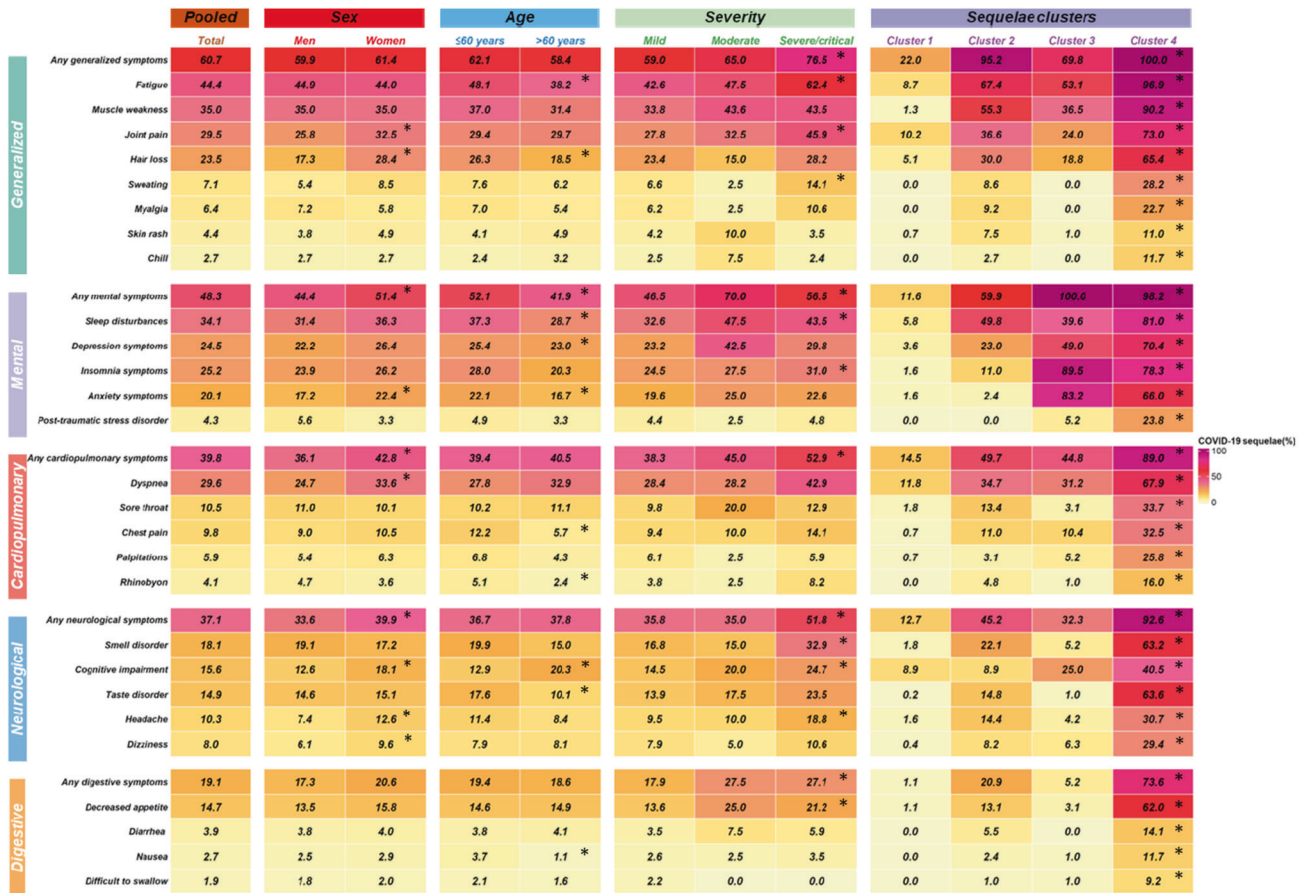 Pooled Sex Age Severity Sequelae clusters
Total Men Women ≤60 years >60 years Mild Moderate Severe/critical Cluster 1 Cluster 2 Cluster 3 Cluster 4
Generalized
Any generalized symptoms 60.7 59.9 61.4 62.1 58.4 59.0 65.0 76.5 * 22.0 95.2 69.8 100.0 *
Fatigue 44.4 44.9 44.0 48.1 38.2 * 42.6 47.5 62.4 * 8.7 67.4 53.1 96.9 *
Muscle weakness 35.0 35.0 35.0 37.0 31.4 33.8 43.6 43.5 1.3 55.3 36.5 90.2 *
Joint pain 29.5 25.8 32.5 * 29.4 29.7 27.8 32.5 45.9 * 10.2 36.6 24.0 73.0 *
Hair loss 23.5 17.3 28.4 * 26.3 18.5 * 23.4 15.0 28.2 5.1 30.0 18.8 65.4 *
Sweating 7.1 5.4 8.5 7.6 6.2 6.6 2.5 14.1 * 0.0 8.6 0.0 28.2 *
Myalgia 6.4 7.2 5.8 7.0 5.4 6.2 2.5 10.6 0.0 9.2 0.0 22.7 *
Skin rash 4.4 3.8 4.9 4.1 4.9 4.2 10.0 3.5 0.7 7.5 1.0 11.0 *
Chill 2.7 2.7 2.7 2.4 3.2 2.5 7.5 2.4 0.0 2.7 0.0 11.7 *
Mental
Any mental symptoms 48.3 44.4 51.4 * 52.1 41.9 * 46.5 70.0 56.5 * 11.6 59.9 100.0 98.2 *
Sleep disturbances 34.1 31.4 36.3 37.3 28.7 * 32.6 47.5 43.5 * 5.8 49.8 39.6 81.0 *
Depression symptoms 24.5 22.2 26.4 25.4 23.0 * 23.2 42.5 29.8 3.6 23.0 49.0 70.4 *
Insomnia symptoms 25.2 23.9 26.2 28.0 20.3 24.5 27.5 31.0 * 1.6 11.0 89.5 78.3 *
Anxiety symptoms 20.1 17.2 22.4 * 22.1 16.7 * 19.6 25.0 22.6 1.6 2.4 83.2 66.0 *
Post-traumatic stress disorder 4.3 5.6 3.3 4.9 3.3 4.4 2.5 4.8 0.0 0.0 5.2 23.8 *
Cardiopulmonary
Any cardiopulmonary symptoms 39.8 36.1 42.8 * 39.4 40.5 38.3 45.0 52.9 * 14.5 49.7 44.8 89.0 *
Dyspnea 29.6 24.7 33.6 * 27.8 32.9 28.4 28.2 42.9 11.8 34.7 31.2 67.9 *
Sore throat 10.5 11.0 10.1 10.2 11.1 9.8 20.0 12.9 1.8 13.4 3.1 33.7 *
Chest pain 9.8 9.0 10.5 12.2 5.7 * 9.4 10.0 14.1 0.7 11.0 10.4 32.5 *
Palpitations 5.9 5.4 6.3 6.8 4.3 6.1 2.5 5.9 0.7 3.1 5.2 25.8 *
Rhinobyon 4.1 4.7 3.6 5.1 2.4 * 3.8 2.5 8.2 0.0 4.8 1.0 16.0 *
COVID-19 sequelae(%)
100
50
0
Neurological
Any neurological symptoms 37.1 33.6 39.9 * 36.7 37.8 35.8 35.0 51.8 * 12.7 45.2 32.3 92.6 *
Smell disorder 18.1 19.1 17.2 19.9 15.0 16.8 15.0 32.9 * 1.8 22.1 5.2 63.2 *
Cognitive impairment 15.6 12.6 18.1 * 12.9 20.3 * 14.5 20.0 24.7 * 8.9 8.9 25.0 40.5 *
Taste disorder 14.9 14.6 15.1 17.6 10.1 * 13.9 17.5 23.5 0.2 14.8 1.0 63.6 *
Headache 10.3 7.4 12.6 * 11.4 8.4 9.5 10.0 18.8 * 1.6 14.4 4.2 30.7 *
Dizziness 8.0 6.1 9.6 * 7.9 8.1 7.9 5.0 10.6 0.4 8.2 6.3 29.4 *
Digestive
Any digestive symptoms 19.1 17.3 20.6 19.4 18.6 17.9 27.5 27.1 * 1.1 20.9 5.2 73.6 *
Decreased appetite 14.7 13.5 15.8 14.6 14.9 13.6 25.0 21.2 * 1.1 13.1 3.1 62.0 *
Diarrhea 3.9 3.8 4.0 3.8 4.1 3.5 7.5 5.9 0.0 5.5 0.0 14.1 *
Nausea 2.7 2.5 2.9 3.7 1.1 * 2.6 2.5 3.5 0.0 2.4 1.0 11.7 *
Difficult to swallow 1.9 1.8 2.0 2.1 1.6 2.2 0.0 0.0 0.0 1.0 1.0 9.2 *